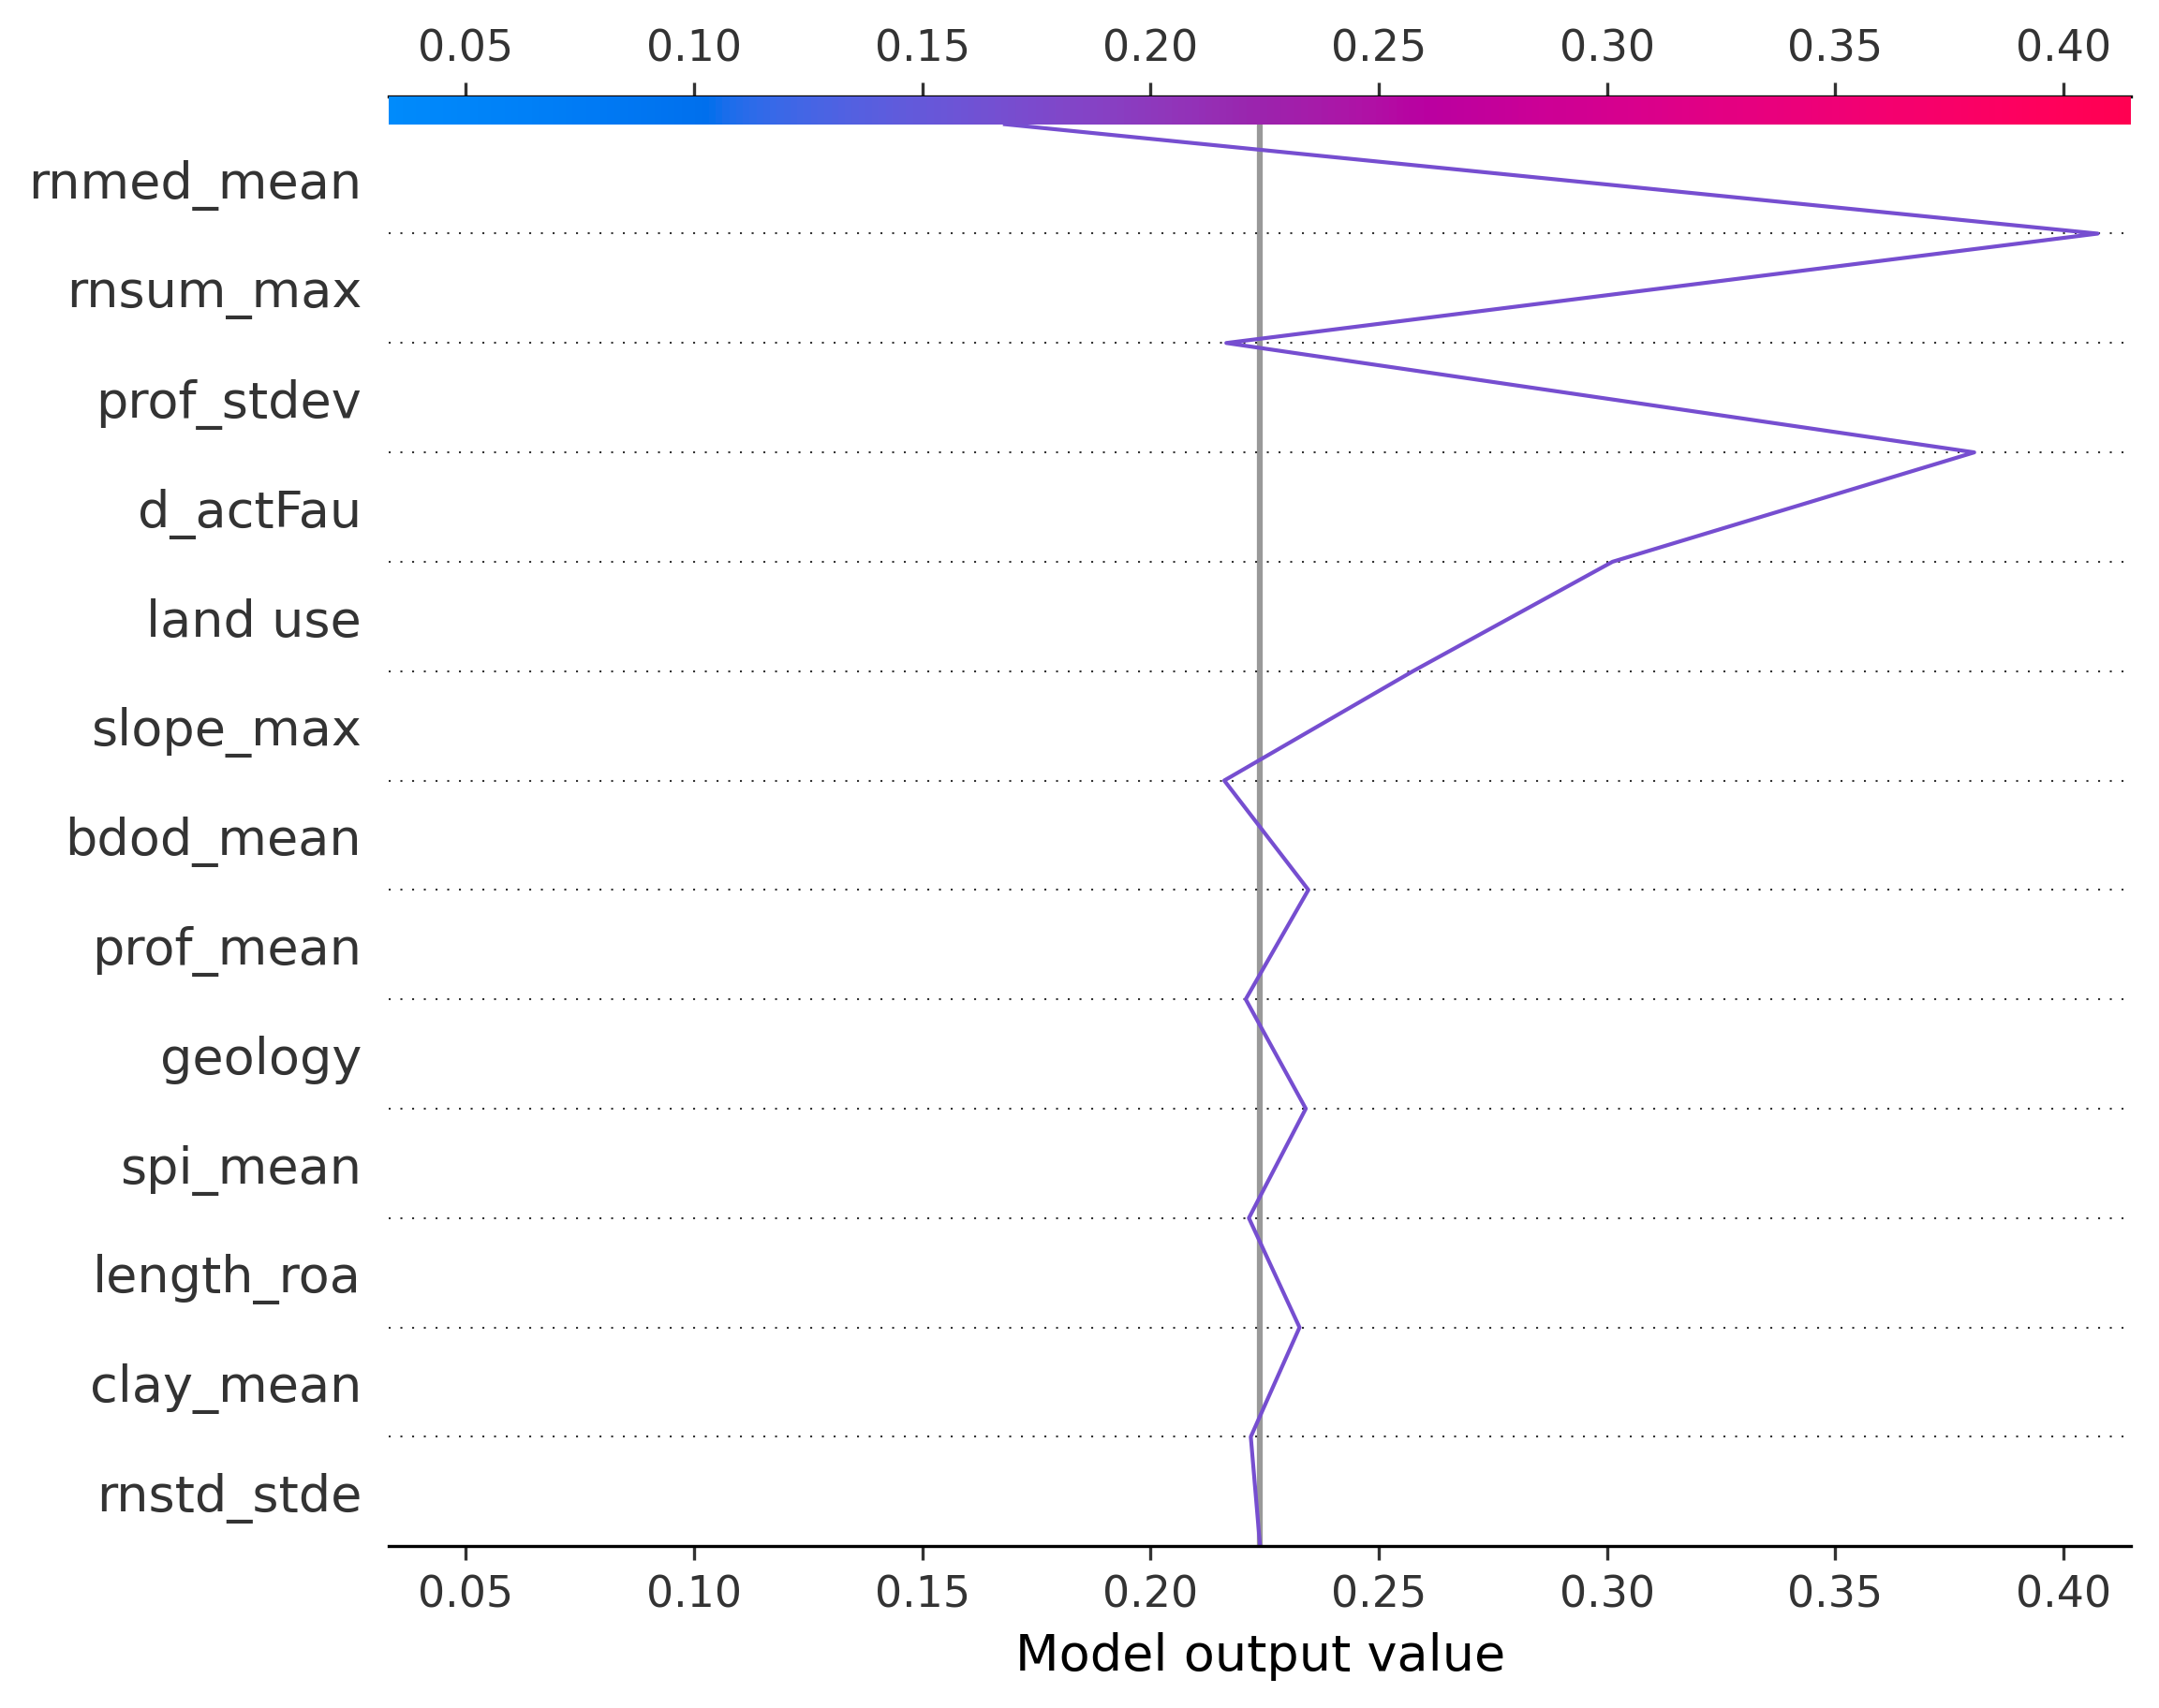 0.05 0.10 0.15 0.20 0.25 0.30 0.35 0.40
rnmed_mean
rnsum_max
prof_stdev
d_actFau
land use
slope_max
bdod_mean
prof_mean
geology
spi_mean
length_roa
clay_mean
rnstd_stde
0.05 0.10 0.15 0.20 0.25 0.30 0.35 0.40
Model output value